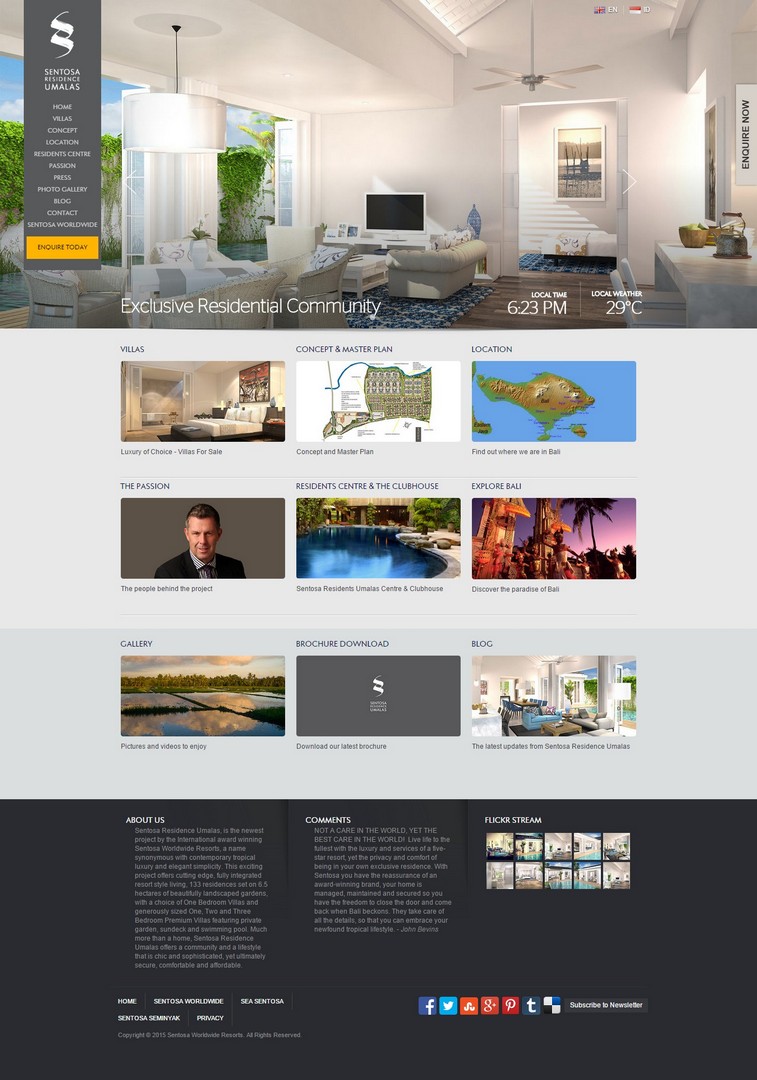 EN
ID
SENTOSA
RESIDENCE
UMALAS
HOME
VILLAS
CONCEPT
LOCATION
RESIDENTS CENTRE
PASSION
PRESS
PHOTO GALLERY
BLOG
CONTACT
SENTOSA WORLDWIDE
ENQUIRE TODAY
ENQUIRE NOW
Exclusive Residential Community
LOCAL TIME
6:23 PM
LOCAL WEATHER
29°C
VILLAS
CONCEPT & MASTER PLAN
LOCATION
Luxury of Choice - Villas For Sale
Concept and Master Plan
Find out where we are in Bali
THE PASSION
RESIDENTS CENTRE & THE CLUBHOUSE
EXPLORE BALI
The people behind the project
Sentosa Residents Umalas Centre & Clubhouse
Discover the paradise of Bali
GALLERY
BROCHURE DOWNLOAD
BLOG
SENTOSA
RESIDENCE
UMALAS
Pictures and videos to enjoy
Download our latest brochure
The latest updates from Sentosa Residence Umalas
ABOUT US
Sentosa Residence Umalas, is the newest
project by the International award winning
Sentosa Worldwide Resorts, a name
synonymous with contemporary tropical
luxury and elegant simplicity. This exciting
project offers cutting edge, fully integrated
resort style living, 133 residences set on 6.5
hectares of beautifully landscaped gardens,
with a choice of One Bedroom Villas and
generously sized One, Two and Three
Bedroom Premium Villas featuring private
garden, sundeck and swimming pool. Much
more than a home, Sentosa Residence
Umalas offers a community and a lifestyle
that is chic and sophisticated, yet ultimately
secure, comfortable and affordable.
COMMENTS
NOT A CARE IN THE WORLD, YET THE
BEST CARE IN THE WORLD! Live life to the
fullest with the luxury and services of a five-
star resort, yet the privacy and comfort of
being in your own exclusive residence. With
Sentosa you have the reassurance of an
award-winning brand, your home is
managed, maintained and secured so you
have the freedom to close the door and come
back when Bali beckons. They take care of
all the details, so that you can embrace your
newfound tropical lifestyle. - John Bevins
FLICKR STREAM
HOME
SENTOSA WORLDWIDE
SEA SENTOSA
SENTOSA SEMINYAK
PRIVACY
Subscribe to Newsletter
Copyright © 2015 Sentosa Worldwide Resorts. All Rights Reserved.